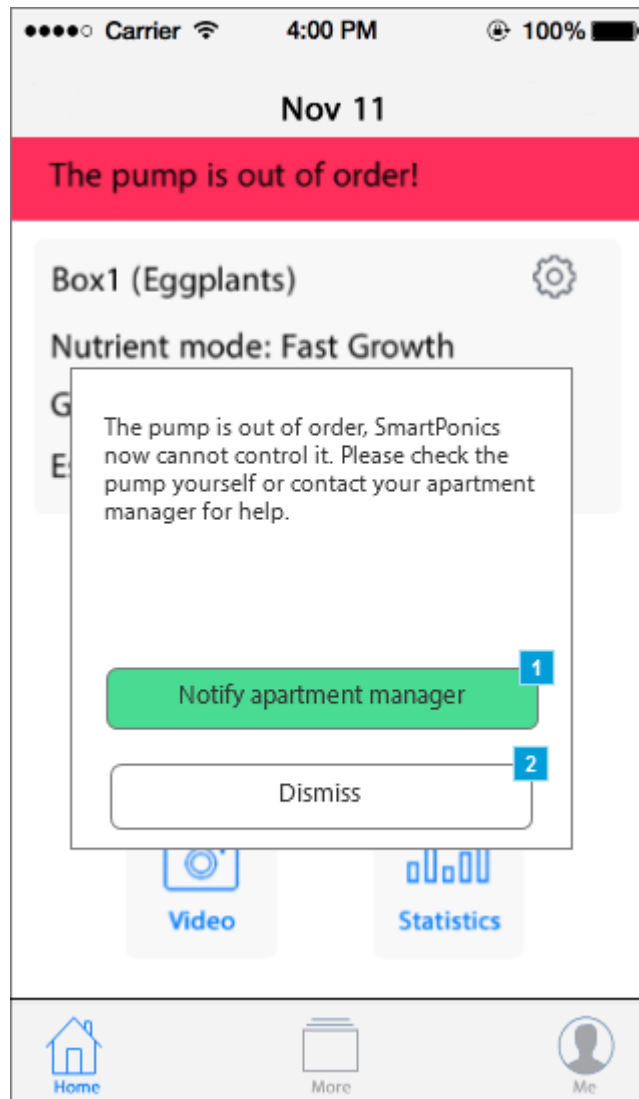 Carrier 4:00 PM 100%
Nov 11
The pump is out of order!
Box1 (Eggplants)
Nutrient mode: Fast Growth
G
E
The pump is out of order, SmartPonics
now cannot control it. Please check the
pump yourself or contact your apartment
manager for help.
1
Notify apartment manager
2
Dismiss
Video Statistics
Home More Me